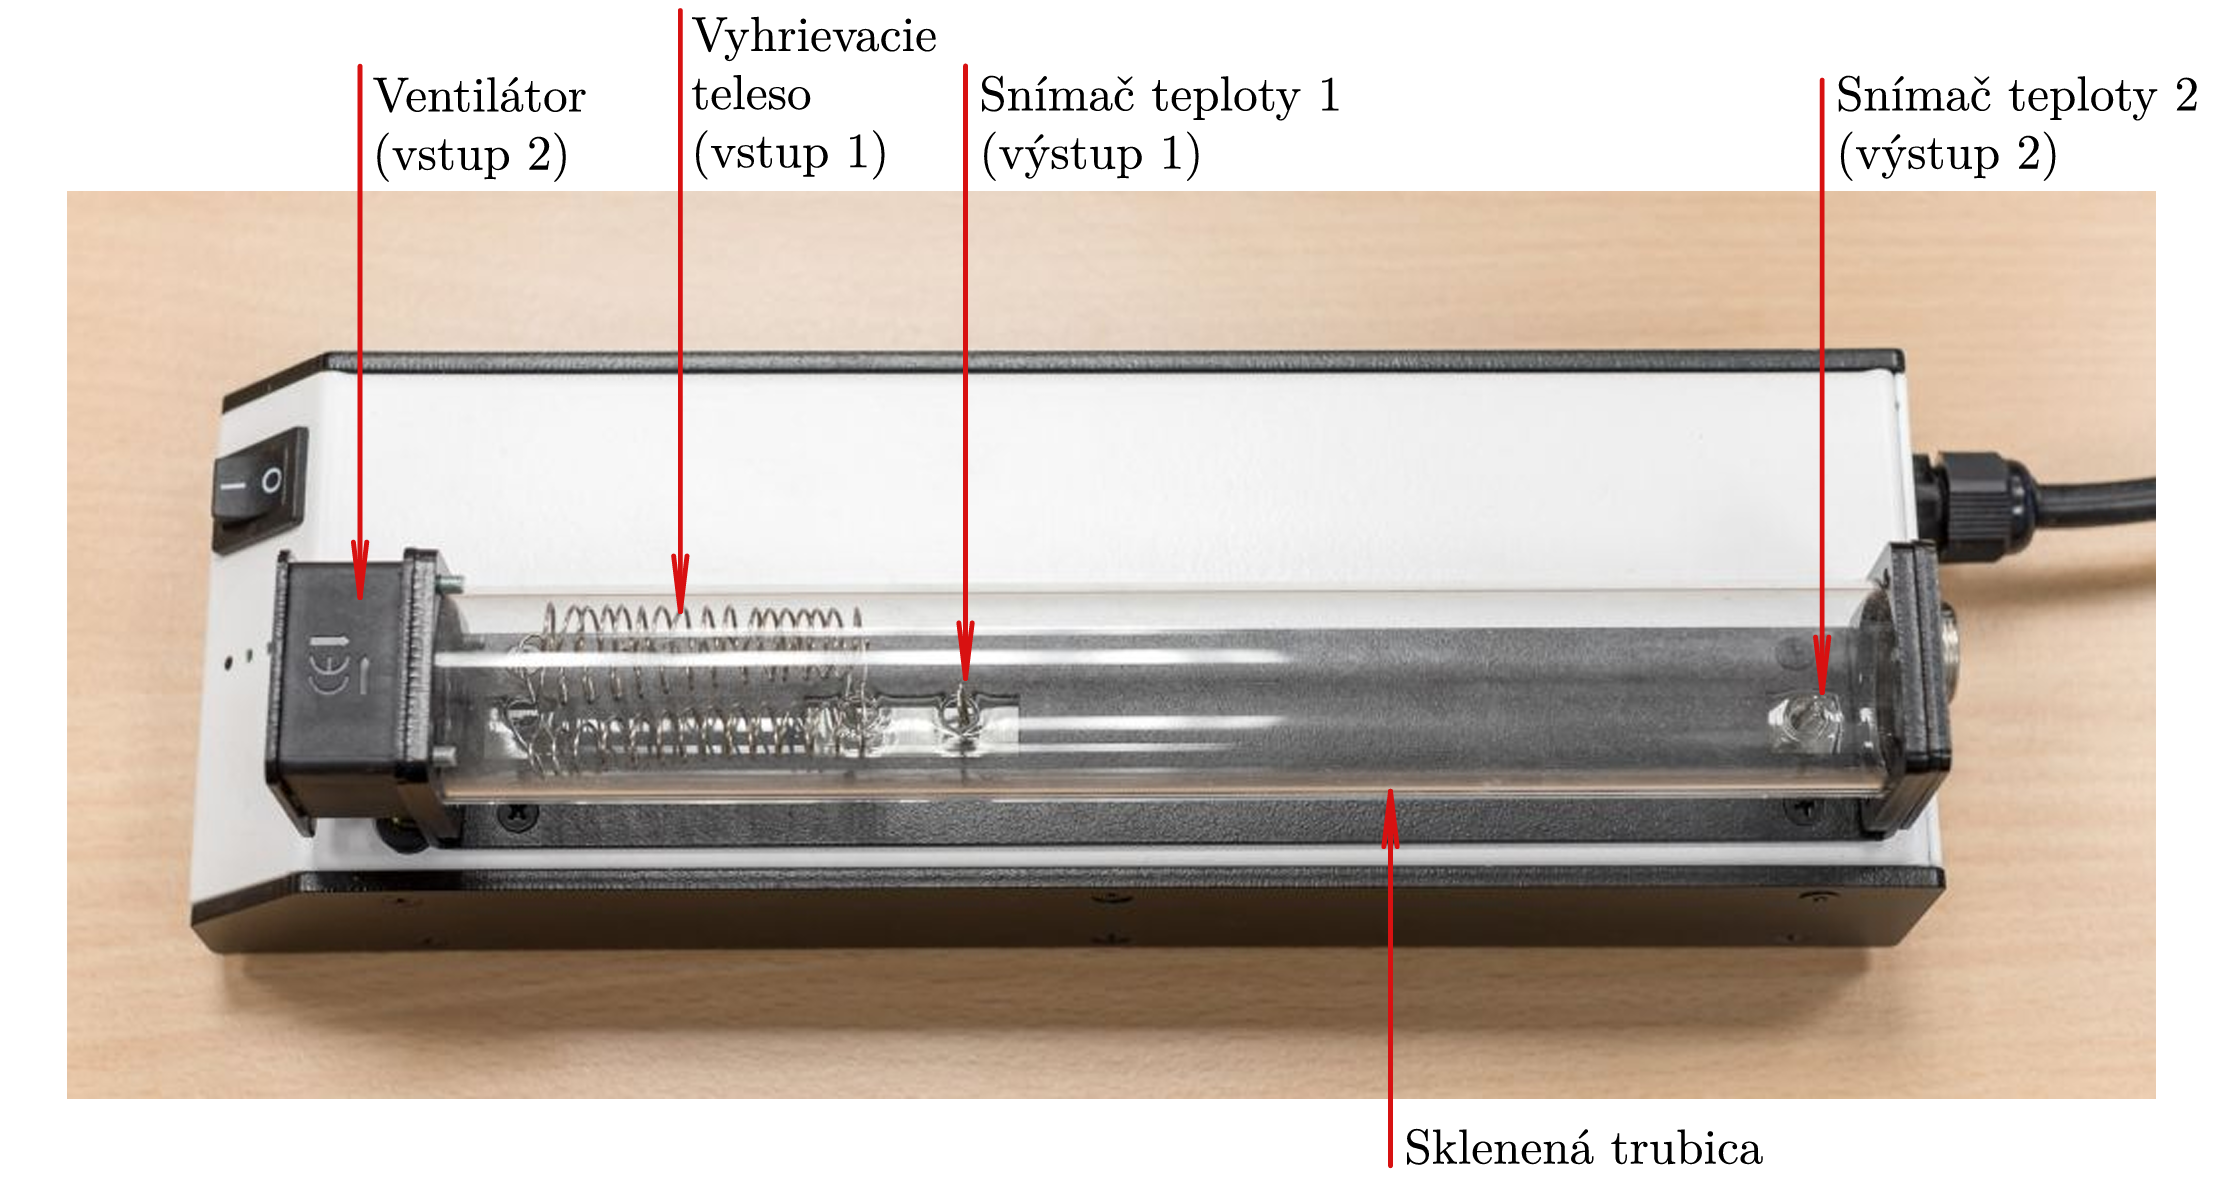 Vyhrievacie
teleso
(vstup 1)
Ventilátor
(vstup 2)
Snímač teploty 1
(výstup 1)
Snímač teploty 2
(výstup 2)
I O
CE
Sklenená trubica